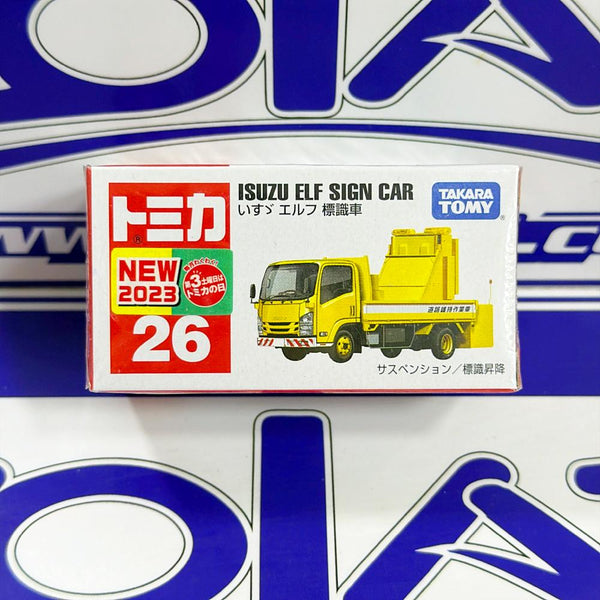 トミカ
®
NEW
2023
第3土曜日は
トミカの日
26
ISUZU ELF SIGN CAR
いすゞ エルフ 標識車
TAKARA
TOMY
®
道路維持作業車
サスペンション／標識昇降
www.
.co